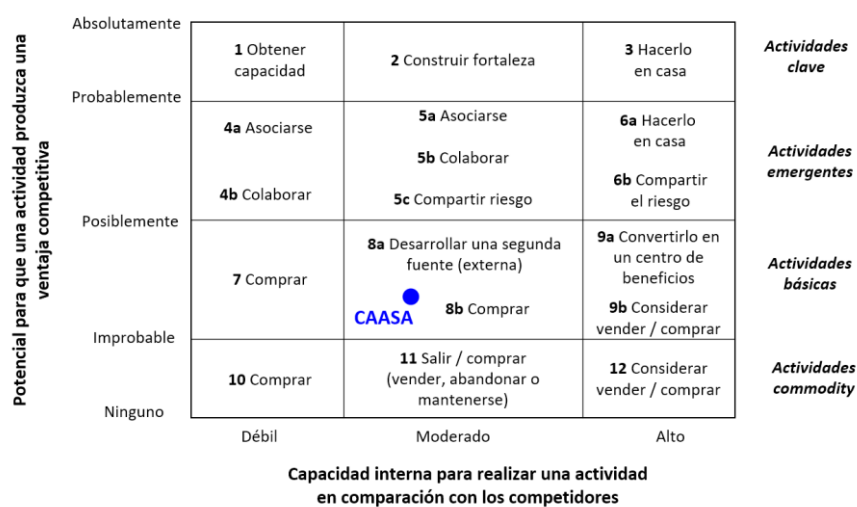 Potencial para que una actividad produzca una
ventaja competitiva
Absolutamente
Probablemente
Posiblemente
Improbable
Ninguno
1 Obtener
capacidad
2 Construir fortaleza
3 Hacerlo
en casa
Actividades
clave
4a Asociarse
4b Colaborar
5a Asociarse
5b Colaborar
5c Compartir riesgo
6a Hacerlo
en casa
6b Compartir
el riesgo
Actividades
emergentes
7 Comprar
8a Desarrollar una segunda
fuente (externa)
CAASA
8b Comprar
9a Convertirlo en
un centro de
beneficios
9b Considerar
vender / comprar
Actividades
básicas
10 Comprar
11 Salir / comprar
(vender, abandonar o
mantenerse)
12 Considerar
vender / comprar
Actividades
commodity
Débil
Moderado
Alto
Capacidad interna para realizar una actividad
en comparación con los competidores